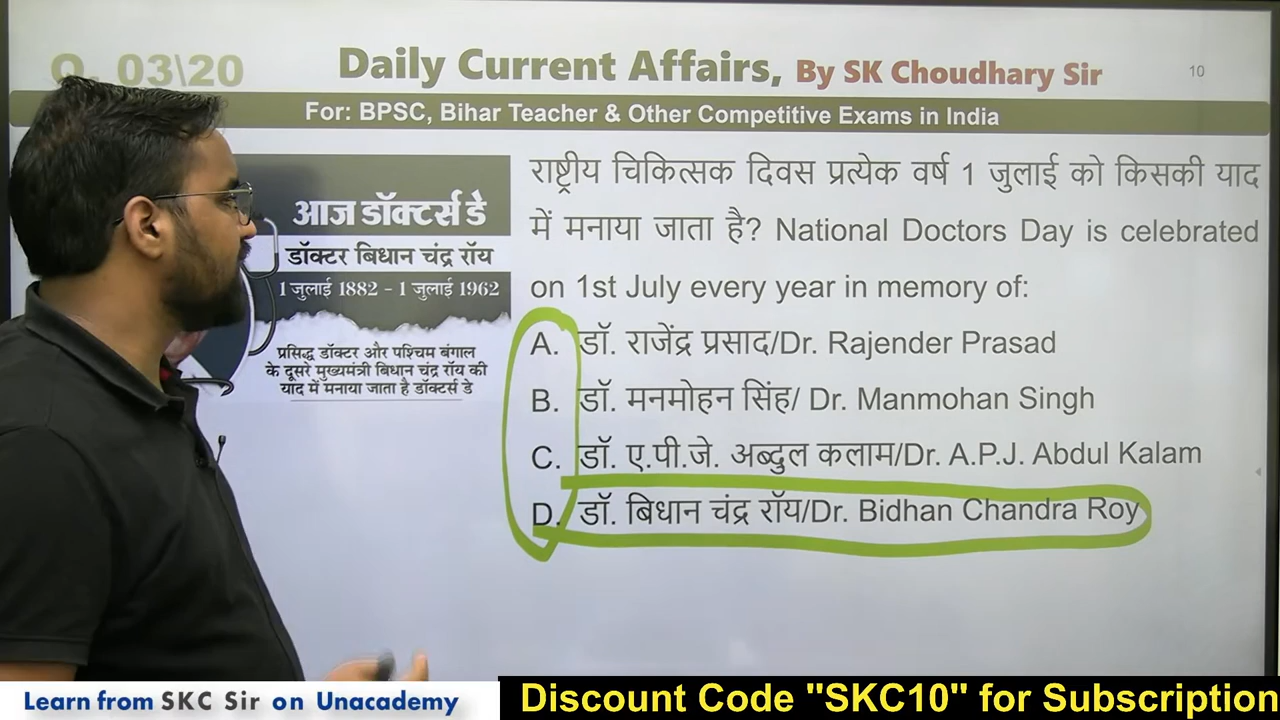 Q. 03\20
Daily Current Affairs, By SK Choudhary Sir
10
For: BPSC, Bihar Teacher & Other Competitive Exams in India
आज डॉक्टर्स डे
डॉक्टर बिधान चंद्र रॉय
1 जुलाई 1882 - 1 जुलाई 1962
प्रसिद्ध डॉक्टर और पश्चिम बंगाल
के दूसरे मुख्यमंत्री बिधान चंद्र रॉय की
याद में मनाया जाता है डॉक्टर्स डे
राष्ट्रीय चिकित्सक दिवस प्रत्येक वर्ष 1 जुलाई को किसकी याद
में मनाया जाता है? National Doctors Day is celebrated
on 1st July every year in memory of:
A. डॉ. राजेंद्र प्रसाद/Dr. Rajender Prasad
B. डॉ. मनमोहन सिंह/ Dr. Manmohan Singh
C. डॉ. ए.पी.जे. अब्दुल कलाम/Dr. A.P.J. Abdul Kalam
D. डॉ. बिधान चंद्र रॉय/Dr. Bidhan Chandra Roy
Learn from SKC Sir on Unacademy
Discount Code "SKC10" for Subscription